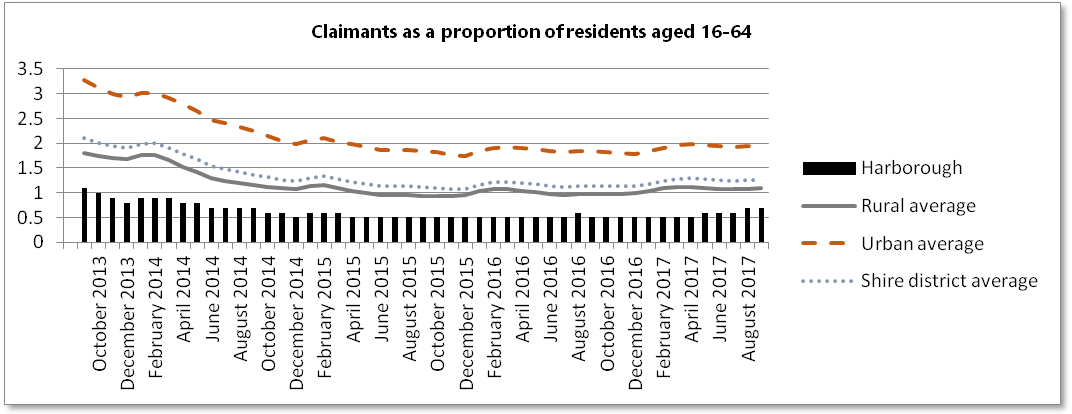 Claimants as a proportion of residents aged 16-64
3.5
3
2.5
2
1.5
1
0.5
0
October 2013
December 2013
February 2014
April 2014
June 2014
August 2014
October 2014
December 2014
February 2015
April 2015
June 2015
August 2015
October 2015
December 2015
February 2016
April 2016
June 2016
August 2016
October 2016
December 2016
February 2017
April 2017
June 2017
August 2017
Harborough
Rural average
Urban average
Shire district average